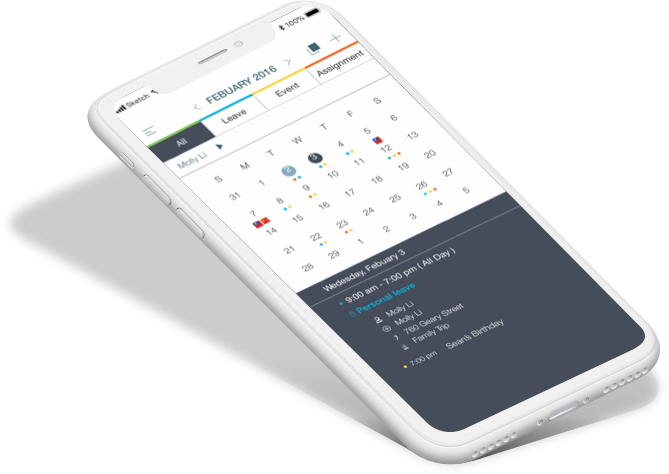 Sketch 100%
< FEBUARY 2016 > +
All Leave Event Assignment
Molly Li
S M T W T F S
31 1 2 3 4 5 6
7 8 9 10 11 12 13
14 15 16 17 18 19 20
21 22 23 24 25 26 27
28 29 1 2 3 4 5
Wedesday, Febuary 3
9:00 am - 7:00 pm ( All Day )
Personal leave
Molly Li
Molly Li
760 Geary Street
Family Trip
7:00 pm Sean's Birthday